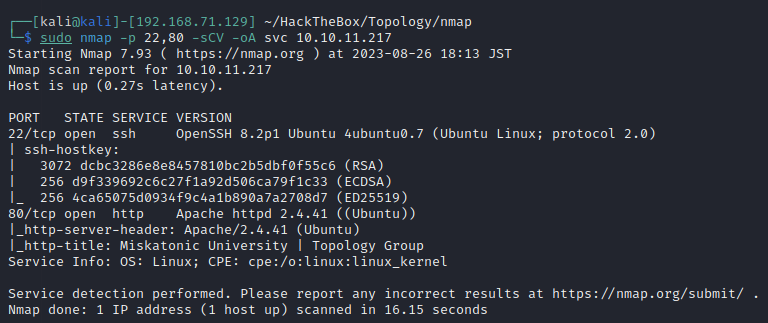 ┌──[kali@kali]-[192.168.71.129] ~/HackTheBox/Topology/nmap
└─$ sudo nmap -p 22,80 -sCV -oA svc 10.10.11.217
Starting Nmap 7.93 ( https://nmap.org ) at 2023-08-26 18:13 JST
Nmap scan report for 10.10.11.217
Host is up (0.27s latency).

PORT   STATE SERVICE VERSION
22/tcp open  ssh     OpenSSH 8.2p1 Ubuntu 4ubuntu0.7 (Ubuntu Linux; protocol 2.0)
| ssh-hostkey:
|   3072 dcbc3286e8e8457810bc2b5dbf0f55c6 (RSA)
|   256 d9f339692c6c27f1a92d506ca79f1c33 (ECDSA)
|_  256 4ca65075d0934f9c4a1b890a7a2708d7 (ED25519)
80/tcp open  http    Apache httpd 2.4.41 ((Ubuntu))
|_http-server-header: Apache/2.4.41 (Ubuntu)
|_http-title: Miskatonic University | Topology Group
Service Info: OS: Linux; CPE: cpe:/o:linux:linux_kernel

Service detection performed. Please report any incorrect results at https://nmap.org/submit/ .
Nmap done: 1 IP address (1 host up) scanned in 16.15 seconds